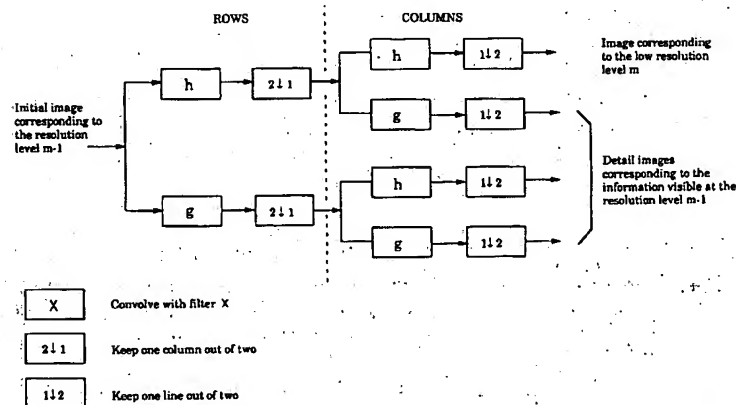 ROWS
COLUMNS
Initial image
corresponding to
the resolution
level m-1
h
2↓1
g
2↓1
h
1↓2
g
1↓2
h
1↓2
g
1↓2
Image corresponding
to the low resolution
level m
Detail images
corresponding to the
information visible at the
resolution level m-1
X
Convolve with filter X
2↓1
Keep one column out of two
1↓2
Keep one line out of two